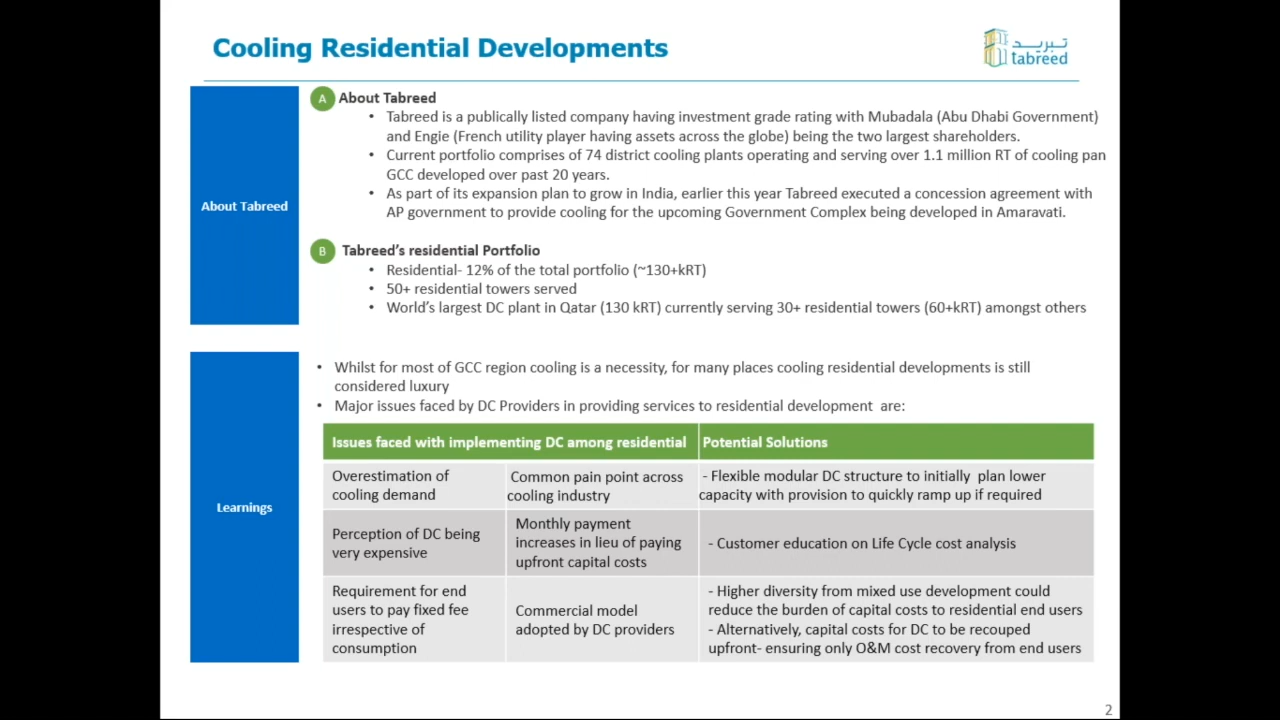 Cooling Residential Developments
تبريد
tabreed
About Tabreed
A About Tabreed
• Tabreed is a publically listed company having investment grade rating with Mubadala (Abu Dhabi Government)
and Engie (French utility player having assets across the globe) being the two largest shareholders.
• Current portfolio comprises of 74 district cooling plants operating and serving over 1.1 million RT of cooling pan
GCC developed over past 20 years.
• As part of its expansion plan to grow in India, earlier this year Tabreed executed a concession agreement with
AP government to provide cooling for the upcoming Government Complex being developed in Amaravati.
B Tabreed’s residential Portfolio
• Residential- 12% of the total portfolio (~130+kRT)
• 50+ residential towers served
• World’s largest DC plant in Qatar (130 kRT) currently serving 30+ residential towers (60+kRT) amongst others
Learnings
• Whilst for most of GCC region cooling is a necessity, for many places cooling residential developments is still
considered luxury
• Major issues faced by DC Providers in providing services to residential development are:
Issues faced with implementing DC among residential
Potential Solutions
Overestimation of
cooling demand
Common pain point across
cooling industry
- Flexible modular DC structure to initially plan lower
capacity with provision to quickly ramp up if required
Perception of DC being
very expensive
Monthly payment
increases in lieu of paying
upfront capital costs
- Customer education on Life Cycle cost analysis
Requirement for end
users to pay fixed fee
irrespective of
consumption
Commercial model
adopted by DC providers
- Higher diversity from mixed use development could
reduce the burden of capital costs to residential end users
- Alternatively, capital costs for DC to be recouped
upfront- ensuring only O&M cost recovery from end users
2